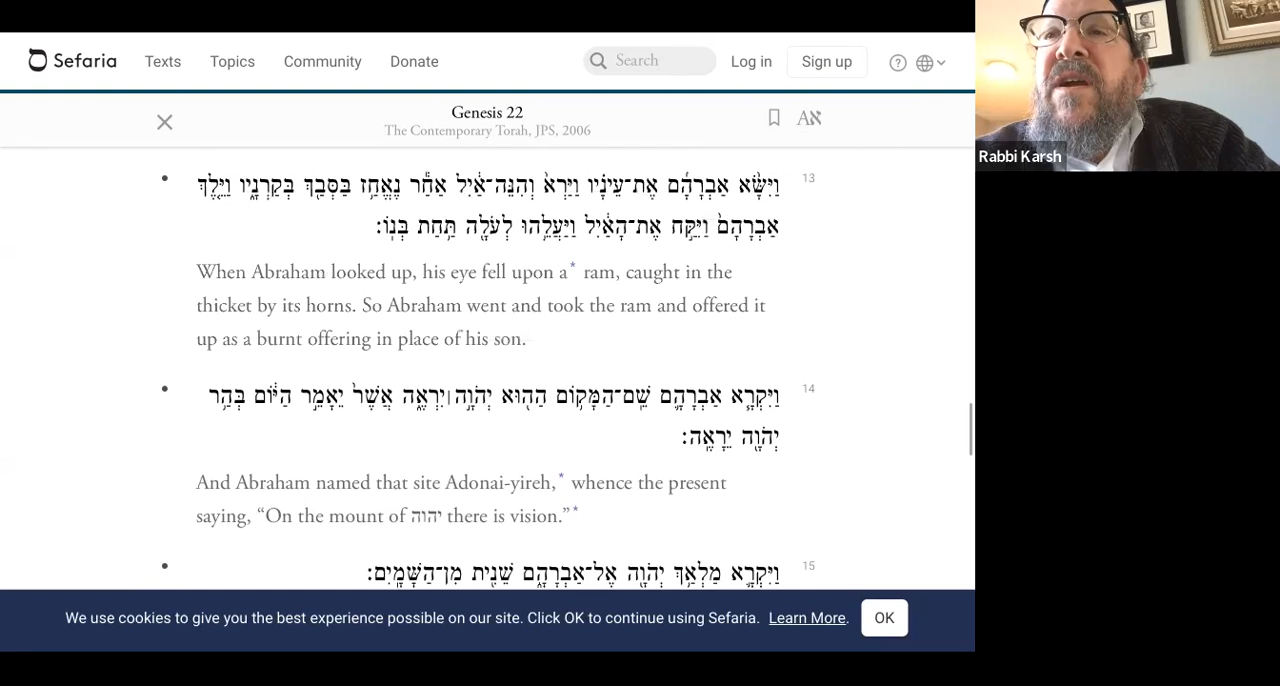 Sefaria Texts Topics Community Donate Search Log in Sign up
Genesis 22
The Contemporary Torah, JPS, 2006
Aא
Rabbi Karsh
13
וַיִּשָּׂ֨א אַבְרָהָ֜ם אֶת־עֵינָ֗יו וַיַּרְא֙ וְהִנֵּה־אַ֔יִל אַחַ֕ר נֶאֱחַ֥ז בַּסְּבַ֖ךְ בְּקַרְנָ֑יו וַיֵּ֤לֶךְ
אַבְרָהָם֙ וַיִּקַּ֣ח אֶת־הָאַ֔יִל וַיַּעֲלֵ֥הוּ לְעֹלָ֖ה תַּ֥חַת בְּנֽוֹ׃
When Abraham looked up, his eye fell upon a* ram, caught in the
thicket by its horns. So Abraham went and took the ram and offered it
up as a burnt offering in place of his son.
14
וַיִּקְרָ֧א אַבְרָהָ֛ם שֵֽׁם־הַמָּק֥וֹם הַה֖וּא יְהֹוָ֣ה ׀ יִרְאֶ֑ה אֲשֶׁר֙ יֵאָמֵ֣ר הַיּ֔וֹם בְּהַ֥ר
יְהֹוָ֖ה יֵרָאֶֽה׃
And Abraham named that site Adonai-yireh,* whence the present
saying, “On the mount of יהוה there is vision.”*
15
וַיִּקְרָ֛א מַלְאַ֥ךְ יְהֹוָ֖ה אֶל־אַבְרָהָ֑ם שֵׁנִ֖ית מִן־הַשָּׁמָֽיִם׃
We use cookies to give you the best experience possible on our site. Click OK to continue using Sefaria. Learn More. OK